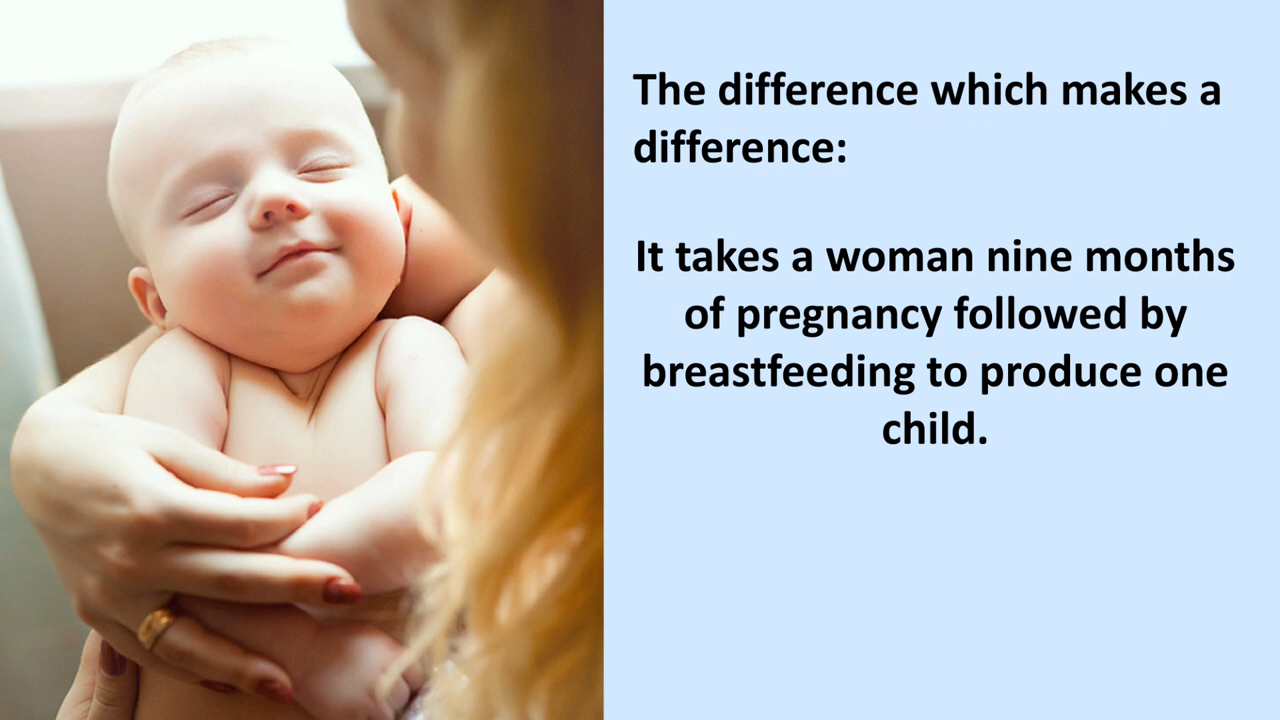 The difference which makes a
difference:
It takes a woman nine months
of pregnancy followed by
breastfeeding to produce one
child.